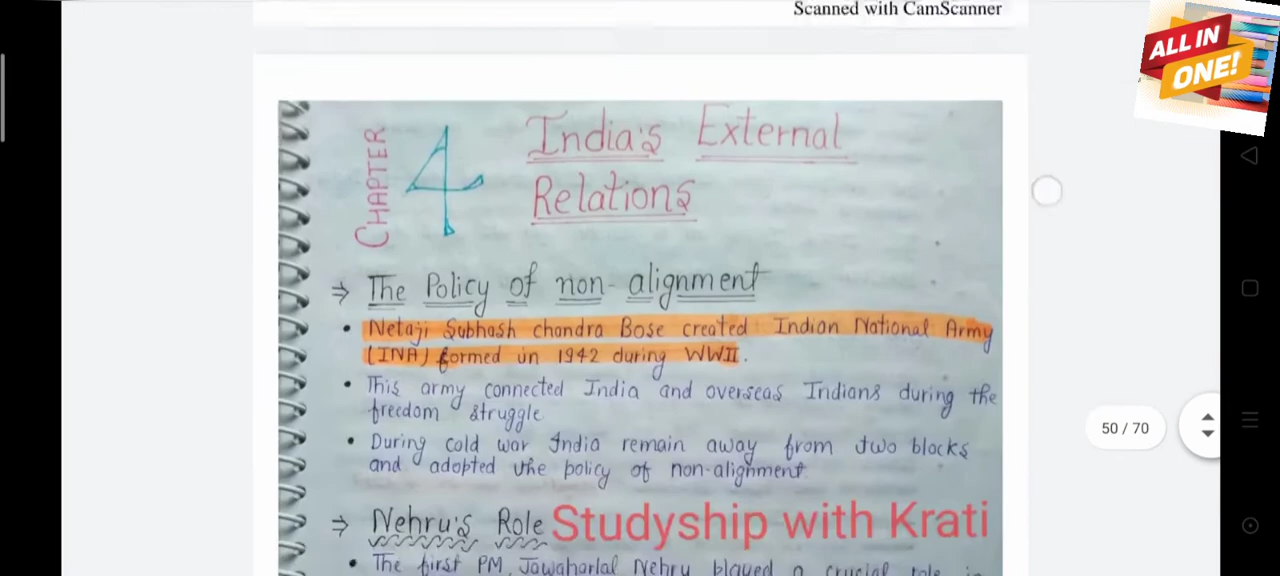 Scanned with CamScanner
ALL IN
ONE!
CHAPTER
4
India's External
Relations
⇒ The Policy of non-alignment
• Netaji Subhash chandra Bose created Indian National Army
(INA) formed in 1942 during WWII.
• This army connected India and overseas Indians during the
freedom struggle
• During cold war India remain away from two blocks
and adopted the policy of non-alignment.
50 / 70
⇒ Nehru's Role
Studyship with Krati
• The first PM, Jawaharlal Nehru played a crucial role in